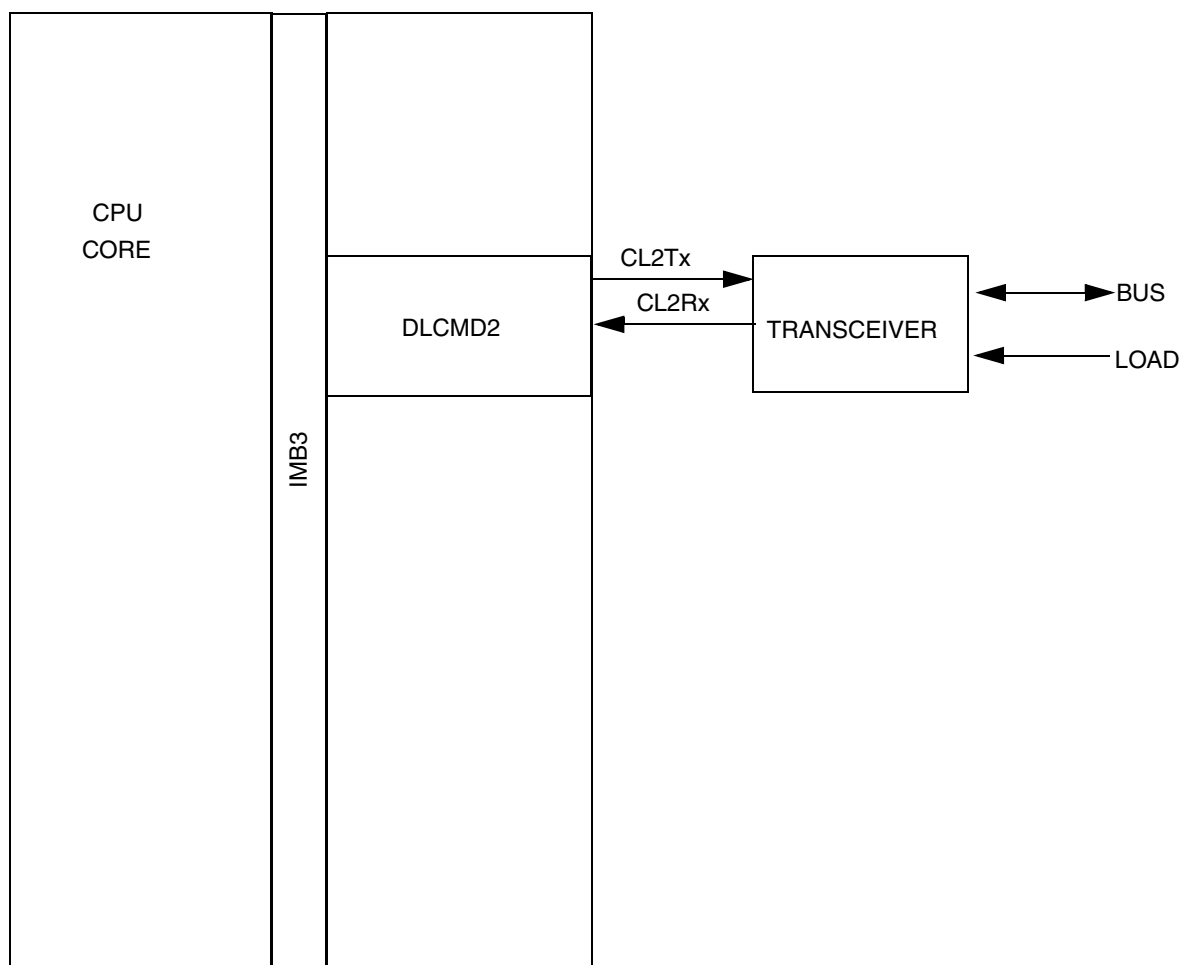 CPU
CORE
IMB3
DLCMD2
CL2Tx
CL2Rx
TRANSCEIVER
BUS
LOAD